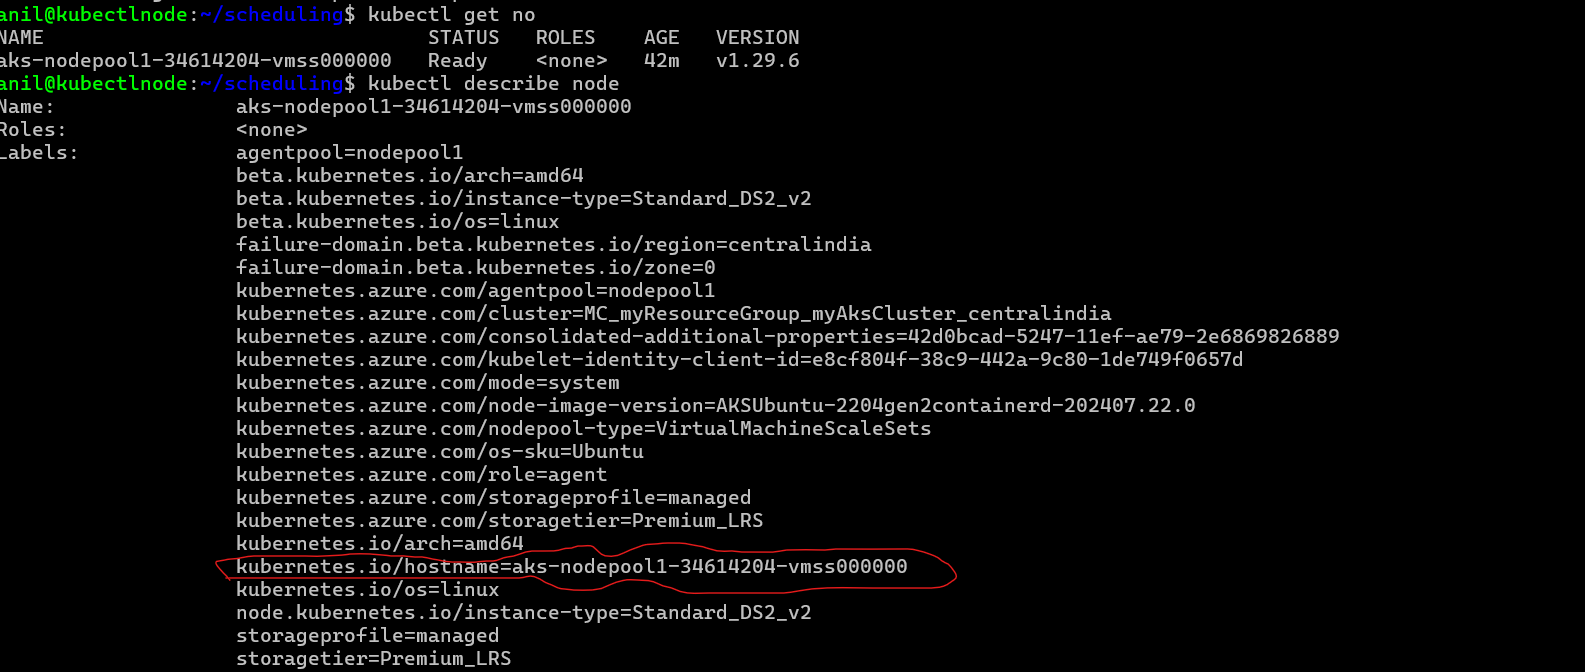 anil@kubectlnode:~/scheduling$ kubectl get no
NAME                                STATUS   ROLES    AGE   VERSION
aks-nodepool1-34614204-vmss000000   Ready    <none>   42m   v1.29.6
anil@kubectlnode:~/scheduling$ kubectl describe node
Name:               aks-nodepool1-34614204-vmss000000
Roles:              <none>
Labels:             agentpool=nodepool1
                    beta.kubernetes.io/arch=amd64
                    beta.kubernetes.io/instance-type=Standard_DS2_v2
                    beta.kubernetes.io/os=linux
                    failure-domain.beta.kubernetes.io/region=centralindia
                    failure-domain.beta.kubernetes.io/zone=0
                    kubernetes.azure.com/agentpool=nodepool1
                    kubernetes.azure.com/cluster=MC_myResourceGroup_myAksCluster_centralindia
                    kubernetes.azure.com/consolidated-additional-properties=42d0bcad-5247-11ef-ae79-2e6869826889
                    kubernetes.azure.com/kubelet-identity-client-id=e8cf804f-38c9-442a-9c80-1de749f0657d
                    kubernetes.azure.com/mode=system
                    kubernetes.azure.com/node-image-version=AKSUbuntu-2204gen2containerd-202407.22.0
                    kubernetes.azure.com/nodepool-type=VirtualMachineScaleSets
                    kubernetes.azure.com/os-sku=Ubuntu
                    kubernetes.azure.com/role=agent
                    kubernetes.azure.com/storageprofile=managed
                    kubernetes.azure.com/storagetier=Premium_LRS
                    kubernetes.io/arch=amd64
                    kubernetes.io/hostname=aks-nodepool1-34614204-vmss000000
                    kubernetes.io/os=linux
                    node.kubernetes.io/instance-type=Standard_DS2_v2
                    storageprofile=managed
                    storagetier=Premium_LRS